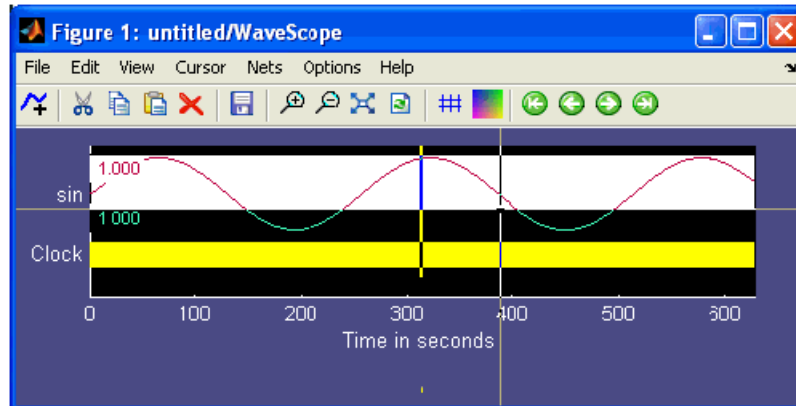 Figure 1: untitled/WaveScope
File Edit View Cursor Nets Options Help
1.000
sin
1.000
Clock
0 100 200 300 400 500 600
Time in seconds